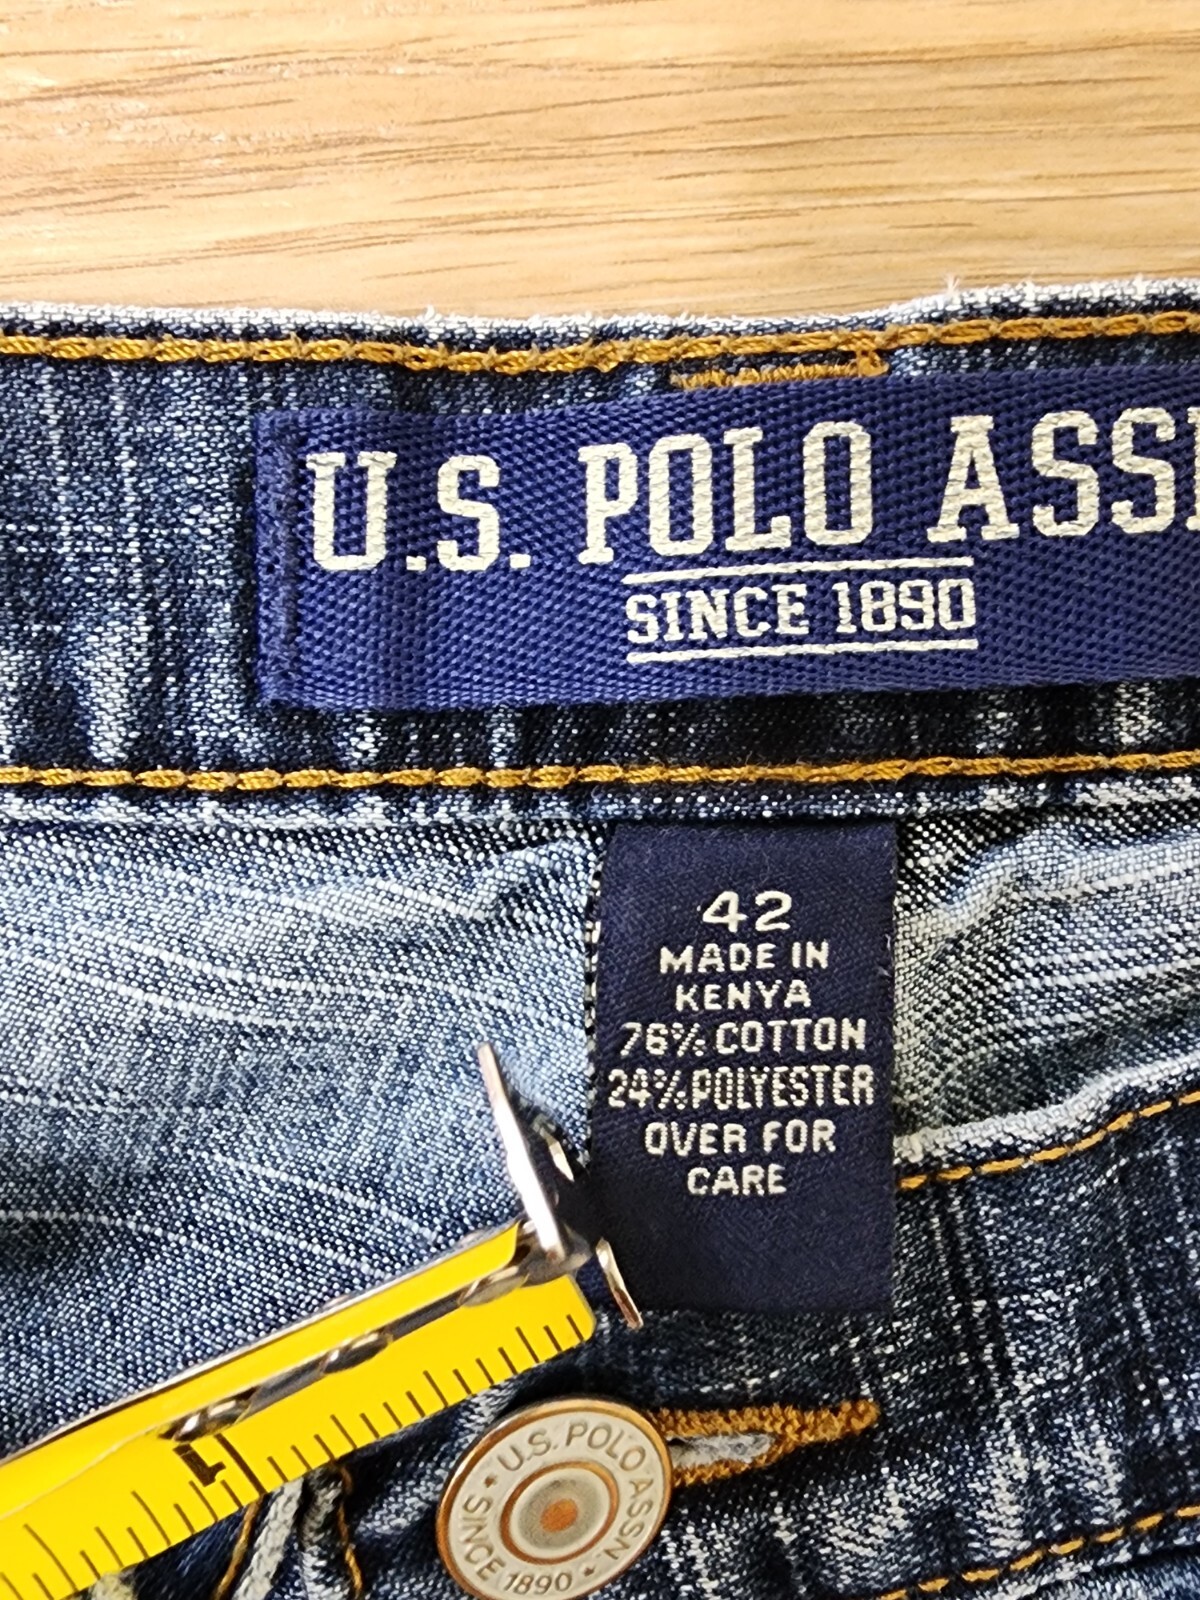 U.S. POLO ASS
SINCE 1890
42
MADE IN
KENYA
76% COTTON
24% POLYESTER
OVER FOR
CARE
1
U.S. POLO ASSN.
SINCE 1890